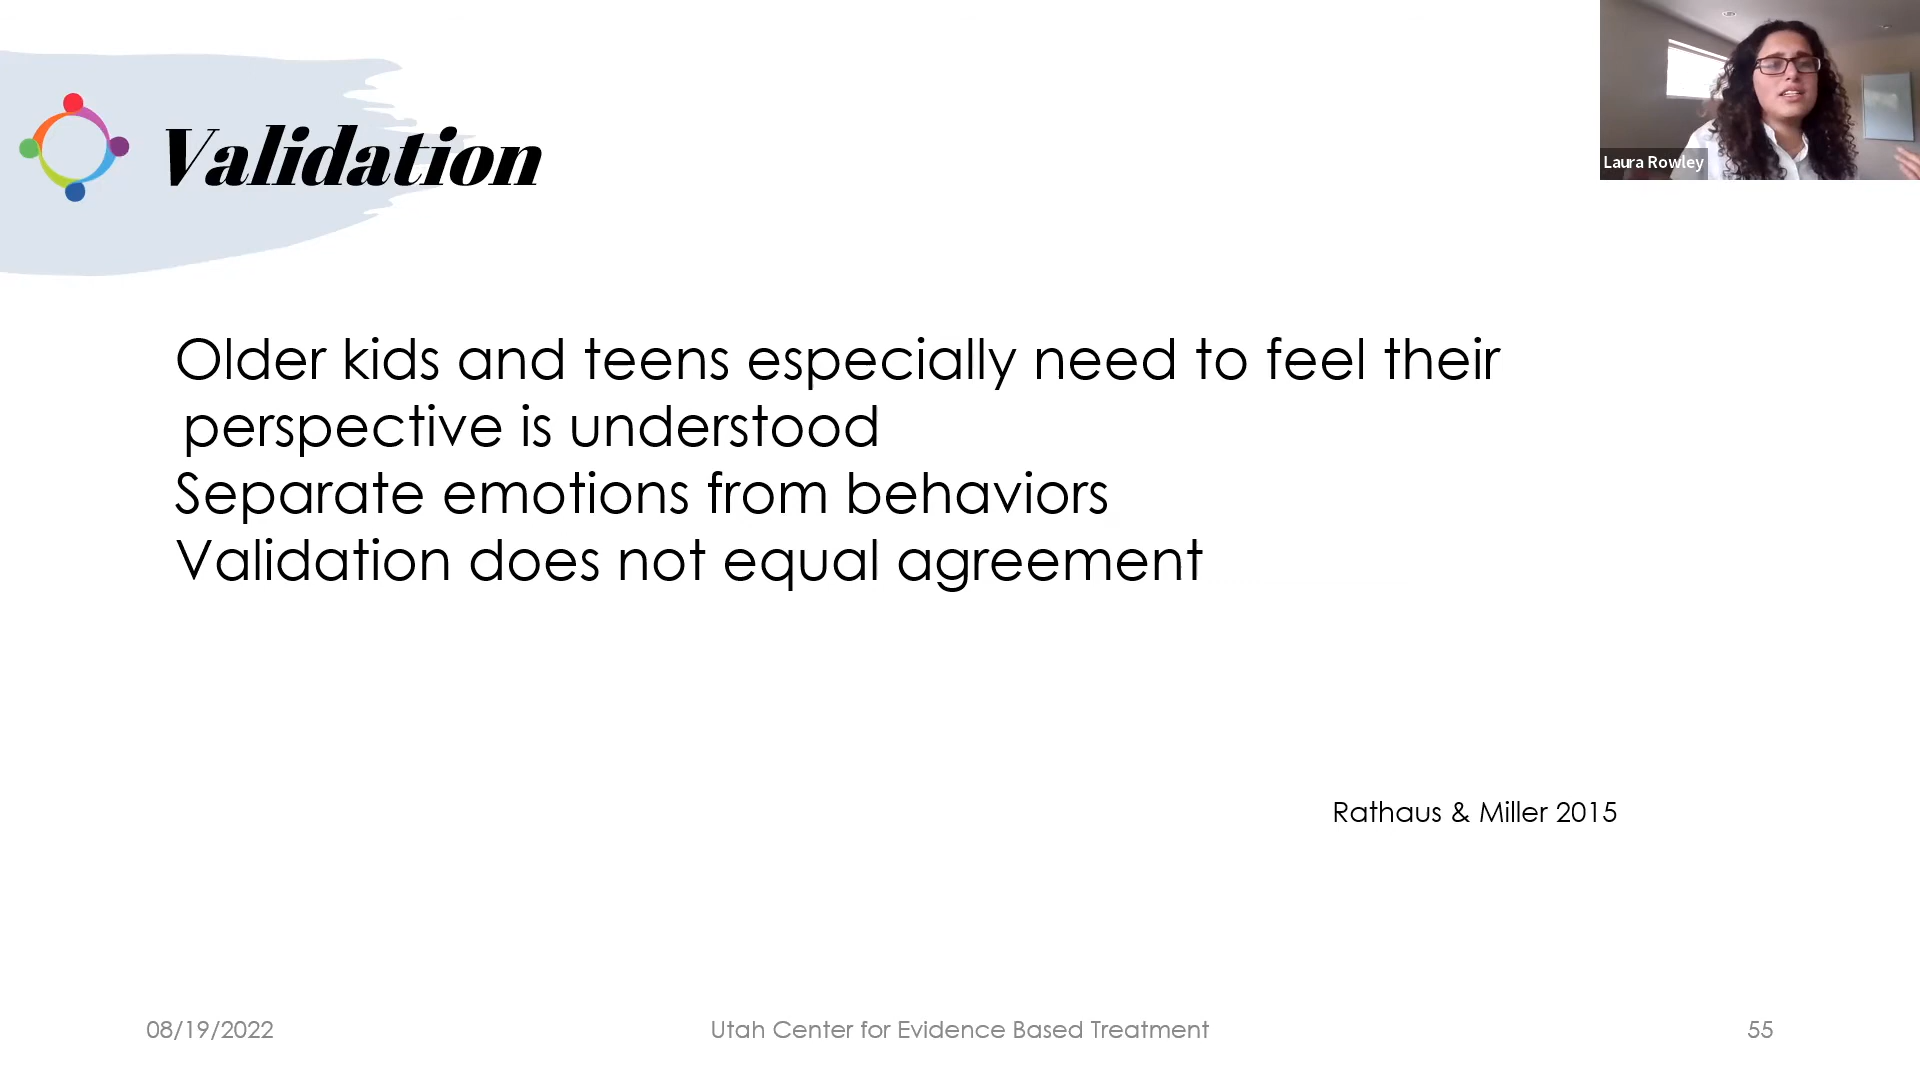 Validation
Laura Rowley
Older kids and teens especially need to feel their
perspective is understood
Separate emotions from behaviors
Validation does not equal agreement
Rathaus & Miller 2015
08/19/2022
Utah Center for Evidence Based Treatment
55